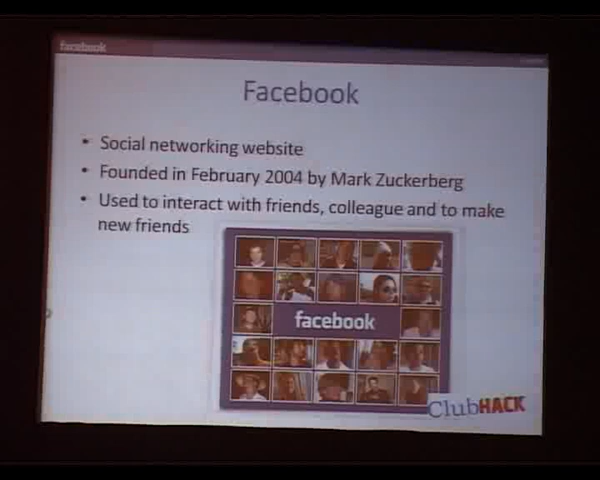 facebook
Facebook
• Social networking website
• Founded in February 2004 by Mark Zuckerberg
• Used to interact with friends, colleague and to make
new friends
facebook
ClubHACK